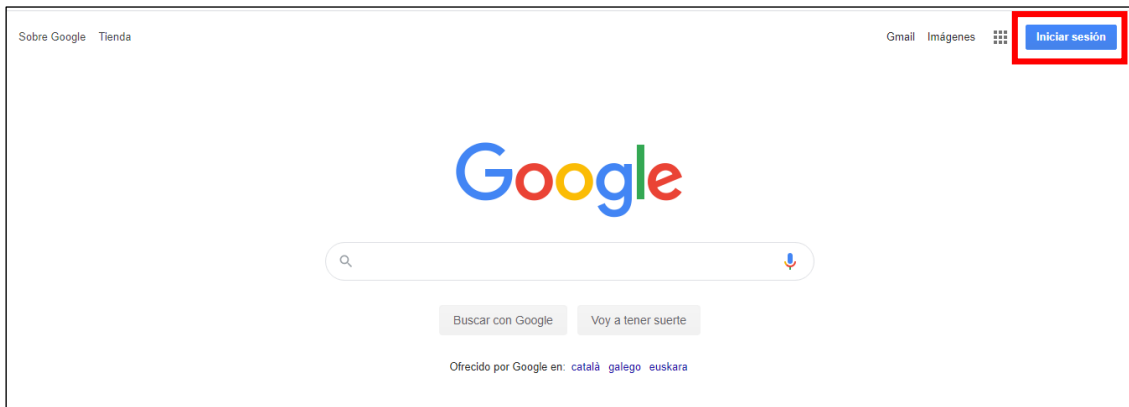 Sobre Google Tienda Gmail Imágenes Iniciar sesión
Google
Buscar con Google Voy a tener suerte
Ofrecido por Google en: català galego euskara